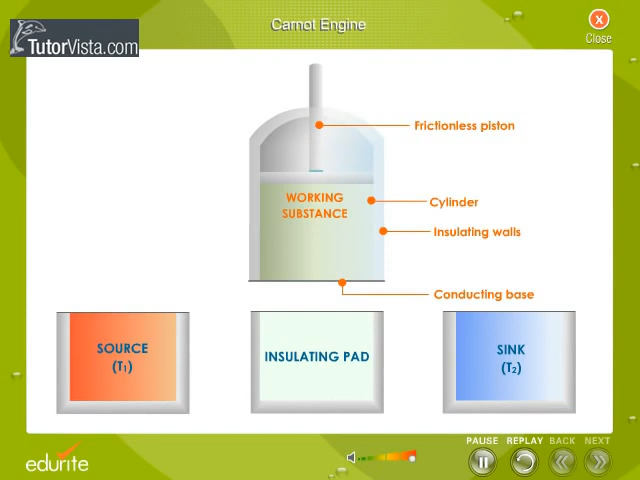 Carnot Engine
X
Close
TutorVista.com
Frictionless piston
WORKING
SUBSTANCE
Cylinder
Insulating walls
Conducting base
SOURCE
(T1)
INSULATING PAD
SINK
(T2)
PAUSE REPLAY BACK NEXT
edurite